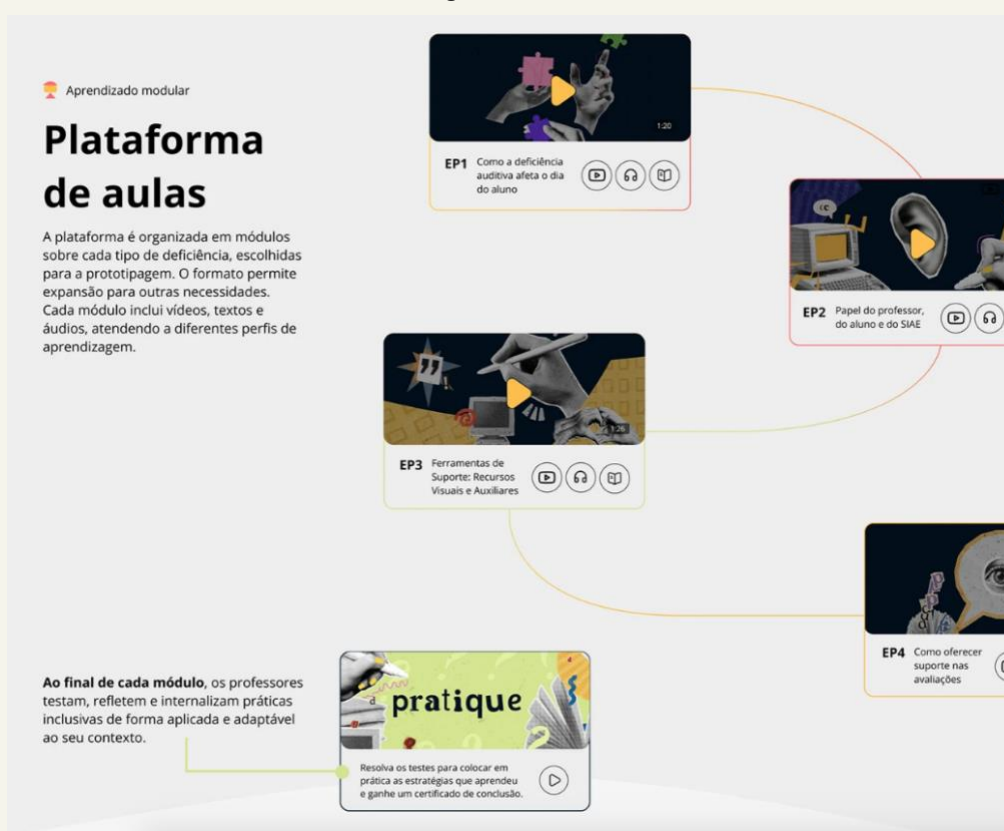 Aprendizado modular
Plataforma
de aulas
A plataforma é organizada em módulos
sobre cada tipo de deficiência, escolhidas
para a prototipagem. O formato permite
expansão para outras necessidades.
Cada módulo inclui vídeos, textos e
áudios, atendendo a diferentes perfis de
aprendizagem.
1:20
EP1
Como a deficiência
auditiva afeta o dia
do aluno
EP2
Papel do professor,
do aluno e do SIAE
1:26
EP3
Ferramentas de
Suporte: Recursos
Visuais e Auxiliares
EP4
Como oferecer
suporte nas
avaliações
Ao final de cada módulo, os professores
testam, refletem e internalizam práticas
inclusivas de forma aplicada e adaptável
ao seu contexto.
pratique
Resolva os testes para colocar em
prática as estratégias que aprendeu
e ganhe um certificado de conclusão.